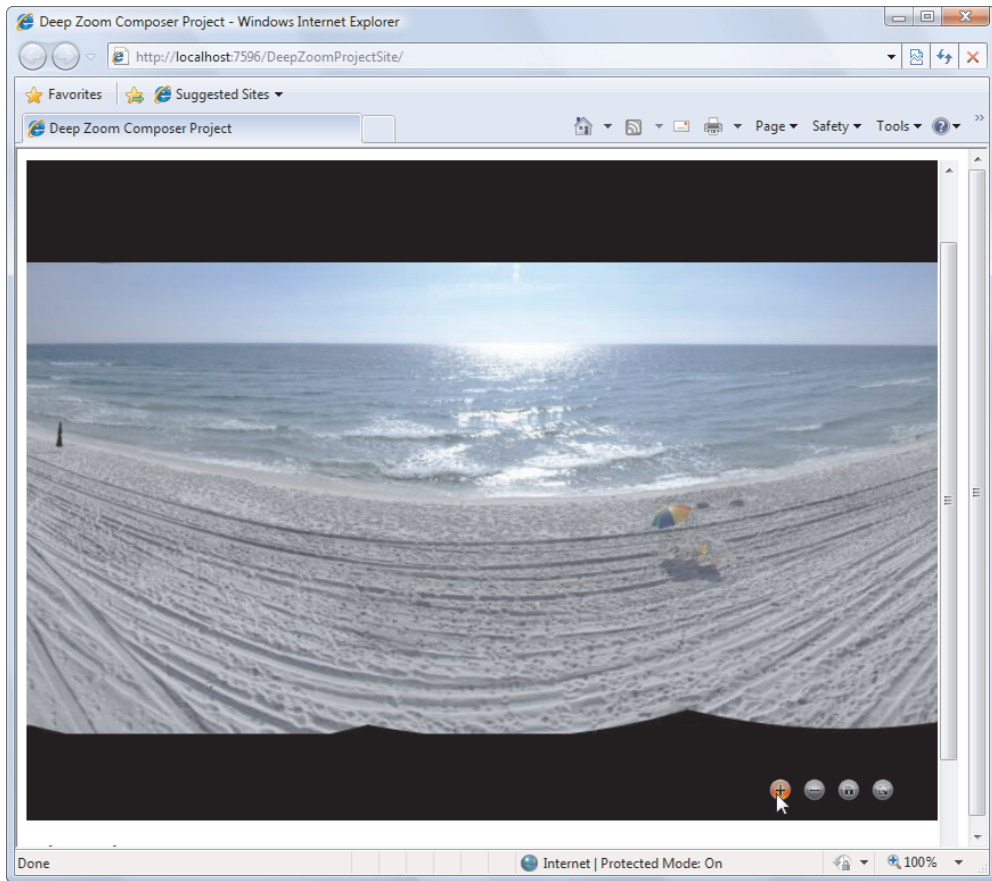 Deep Zoom Composer Project - Windows Internet Explorer
http://localhost:7596/DeepZoomProjectSite/
Favorites Suggested Sites
Deep Zoom Composer Project Page Safety Tools
Done Internet | Protected Mode: On 100%